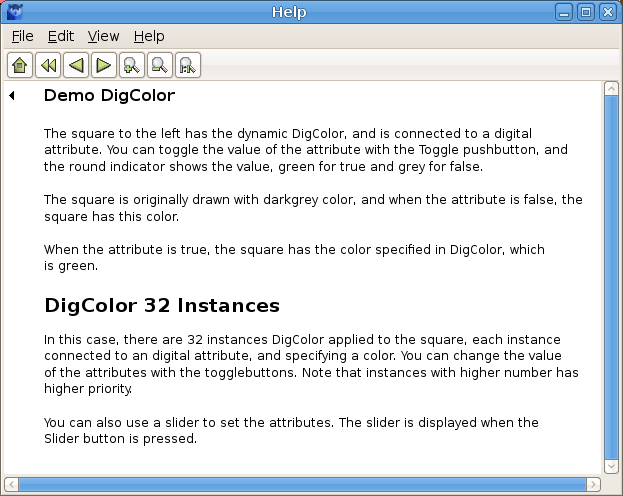 Help
File Edit View Help
Demo DigColor
The square to the left has the dynamic DigColor, and is connected to a digital
attribute. You can toggle the value of the attribute with the Toggle pushbutton, and
the round indicator shows the value, green for true and grey for false.
The square is originally drawn with darkgrey color, and when the attribute is false, the
square has this color.
When the attribute is true, the square has the color specified in DigColor, which
is green.
DigColor 32 Instances
In this case, there are 32 instances DigColor applied to the square, each instance
connected to an digital attribute, and specifying a color. You can change the value
of the attributes with the togglebuttons. Note that instances with higher number has
higher priority.
You can also use a slider to set the attributes. The slider is displayed when the
Slider button is pressed.